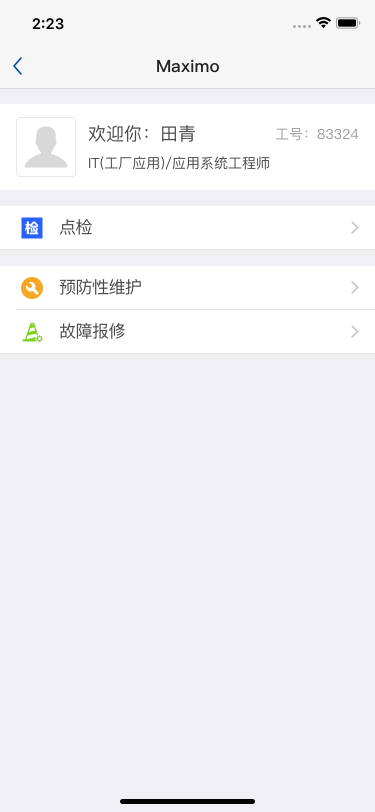 2:23
Maximo
欢迎你：田青
工号：83324
IT(工厂应用)/应用系统工程师
检 点检
预防性维护
故障报修